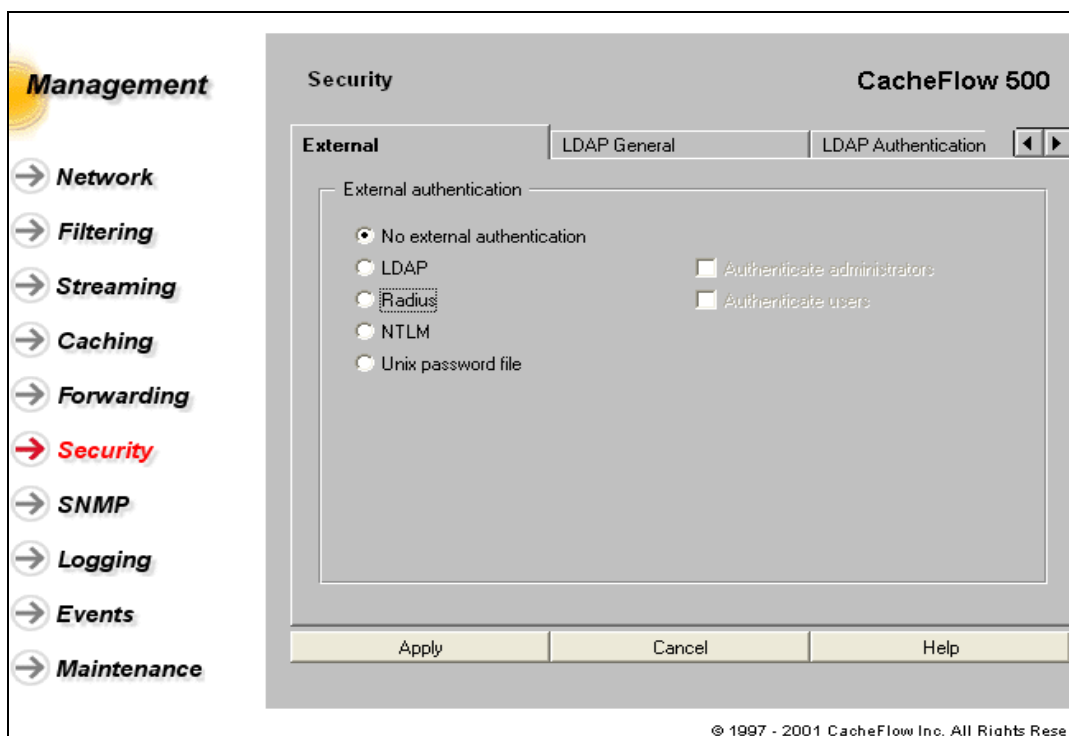 Management
Network
Filtering
Streaming
Caching
Forwarding
Security
SNMP
Logging
Events
Maintenance
Security
CacheFlow 500
External
LDAP General
LDAP Authentication
External authentication
No external authentication
LDAP
Authenticate administrators
Radius
Authenticate users
NTLM
Unix password file
Apply
Cancel
Help
© 1997 - 2001 CacheFlow Inc. All Rights Rese